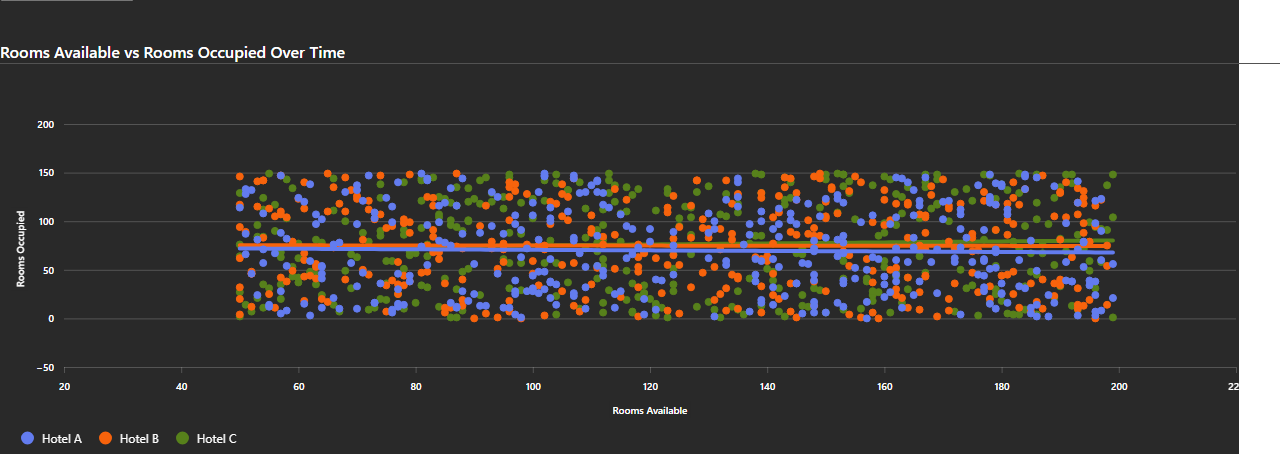 Rooms Available vs Rooms Occupied Over Time
200
150
100
50
0
−50
Rooms Occupied
20
40
60
80
100
120
140
160
180
200
22
Rooms Available
Hotel A
Hotel B
Hotel C